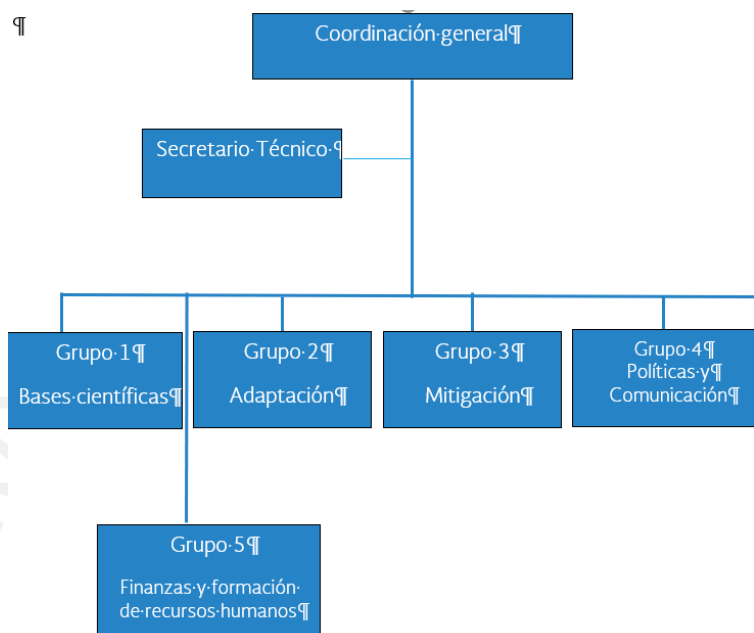 ¶
Coordinación·general¶
Secretario·Técnico·¶
Grupo·1¶
Bases·científicas¶
Grupo·2¶
Adaptación¶
Grupo·3¶
Mitigación¶
Grupo·4¶
Políticas·y¶
Comunicación¶
Grupo·5¶
Finanzas·y·formación·
de·recursos·humanos¶